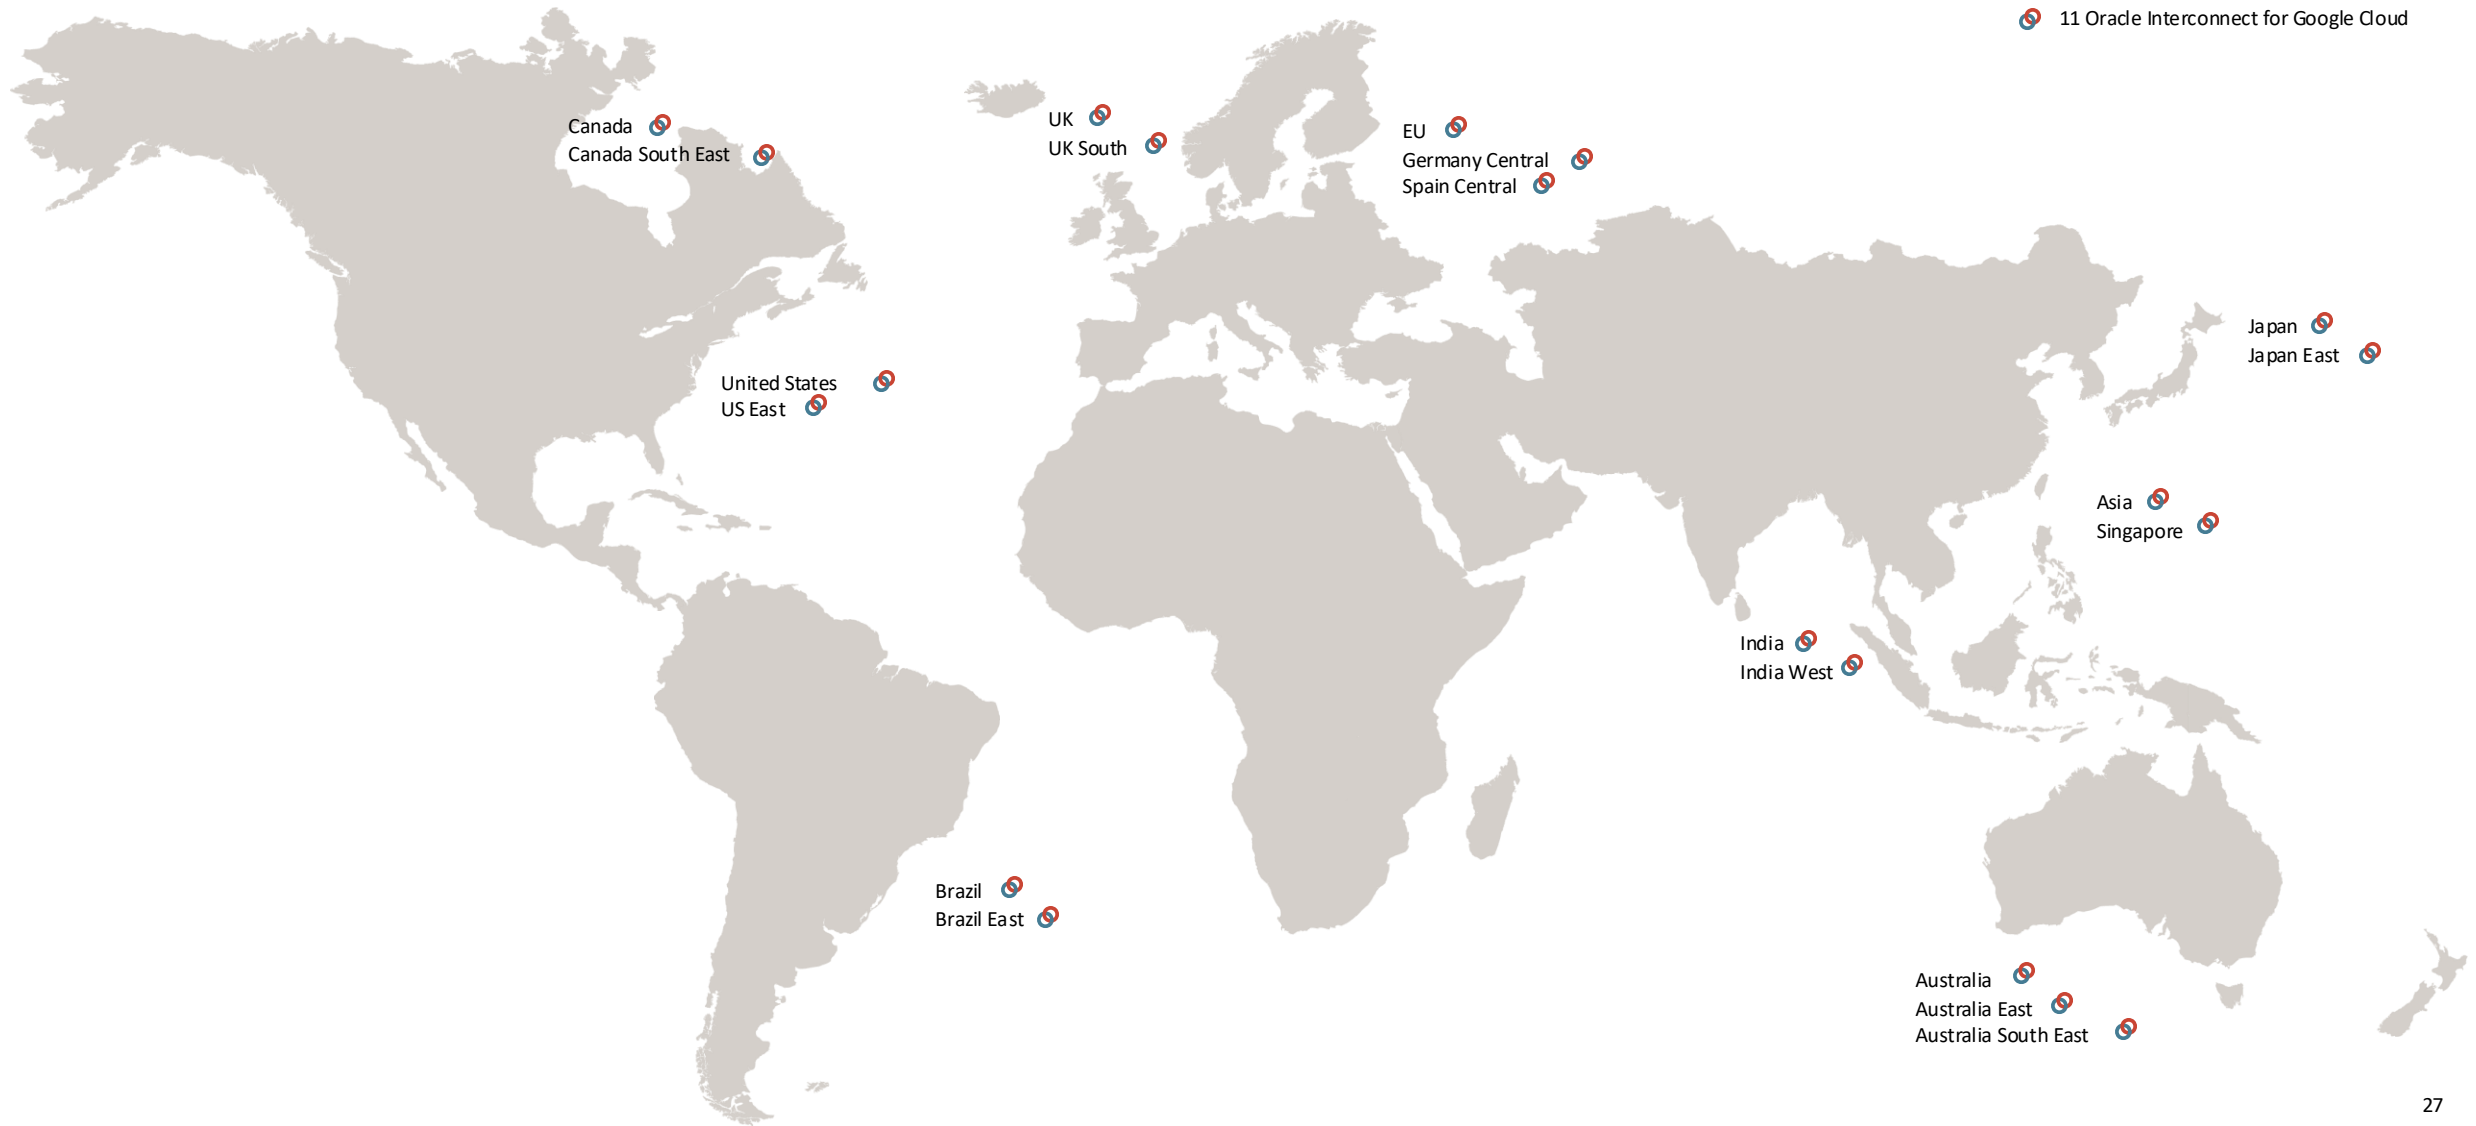 11 Oracle Interconnect for Google Cloud
Canada
Canada South East
UK
UK South
EU
Germany Central
Spain Central
United States
US East
Japan
Japan East
Asia
Singapore
India
India West
Brazil
Brazil East
Australia
Australia East
Australia South East
27